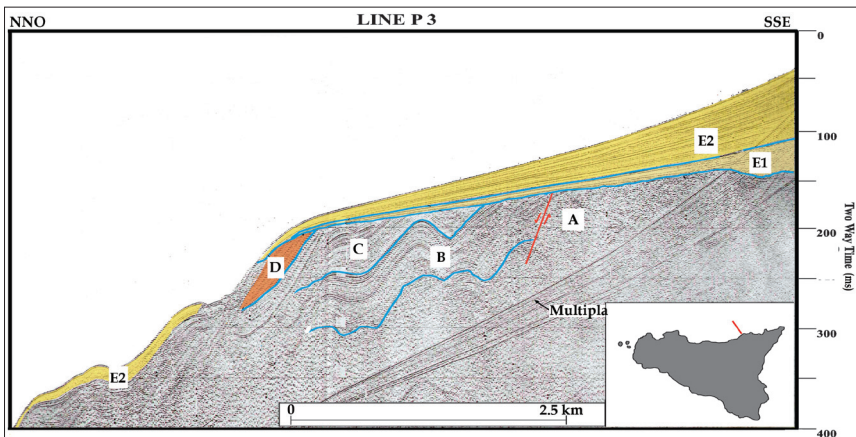 NNO LINE P 3 SSE
0
100
E2
E1
A
200
C
B
D
Two Way Time (ms)
Multipla
300
E2
0 2.5 km
400